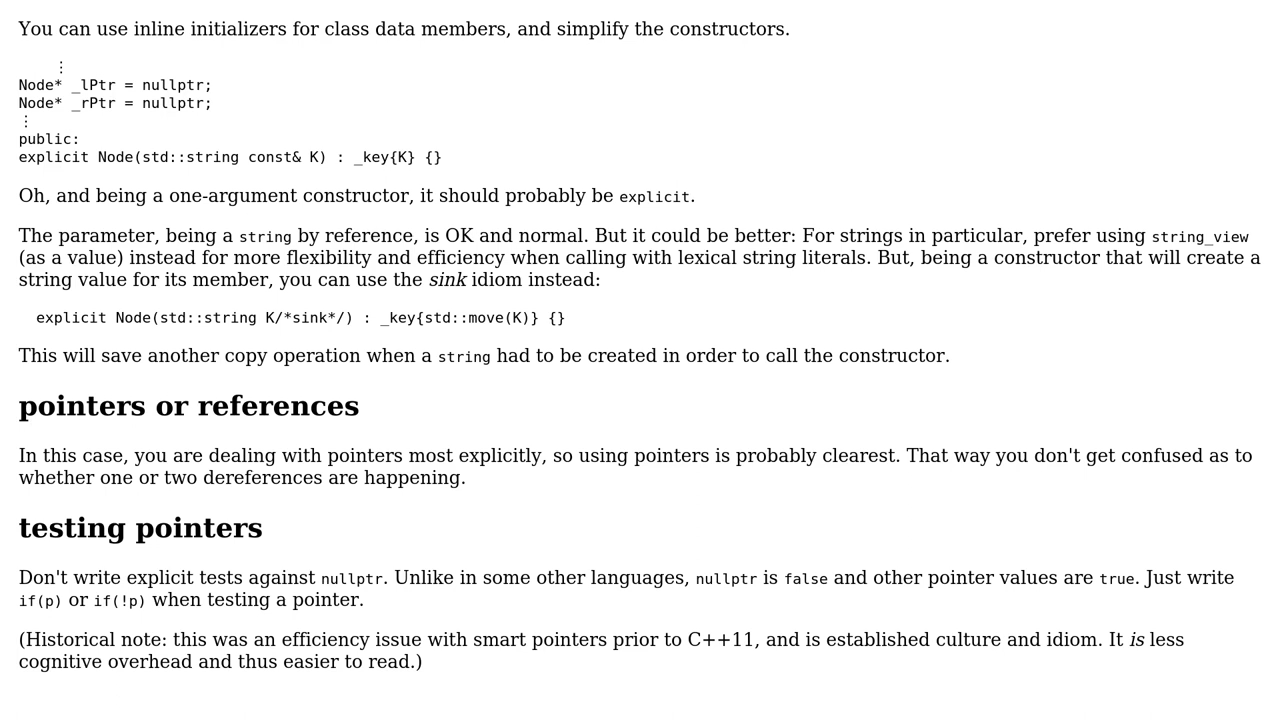 You can use inline initializers for class data members, and simplify the constructors.
⋮
Node* _lPtr = nullptr;
Node* _rPtr = nullptr;
⋮
public:
explicit Node(std::string const& K) : _key{K} {}
Oh, and being a one-argument constructor, it should probably be explicit.
The parameter, being a string by reference, is OK and normal. But it could be better: For strings in particular, prefer using string_view
(as a value) instead for more flexibility and efficiency when calling with lexical string literals. But, being a constructor that will create a
string value for its member, you can use the sink idiom instead:
explicit Node(std::string K/*sink*/) : _key{std::move(K)} {}
This will save another copy operation when a string had to be created in order to call the constructor.
pointers or references
In this case, you are dealing with pointers most explicitly, so using pointers is probably clearest. That way you don't get confused as to
whether one or two dereferences are happening.
testing pointers
Don't write explicit tests against nullptr. Unlike in some other languages, nullptr is false and other pointer values are true. Just write
if(p) or if(!p) when testing a pointer.
(Historical note: this was an efficiency issue with smart pointers prior to C++11, and is established culture and idiom. It is less
cognitive overhead and thus easier to read.)